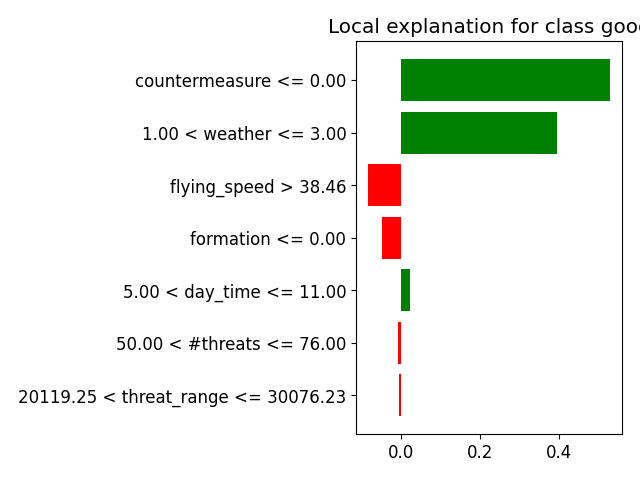 Local explanation for class good
countermeasure <= 0.00
1.00 < weather <= 3.00
flying_speed > 38.46
formation <= 0.00
5.00 < day_time <= 11.00
50.00 < #threats <= 76.00
20119.25 < threat_range <= 30076.23
0.0 0.2 0.4